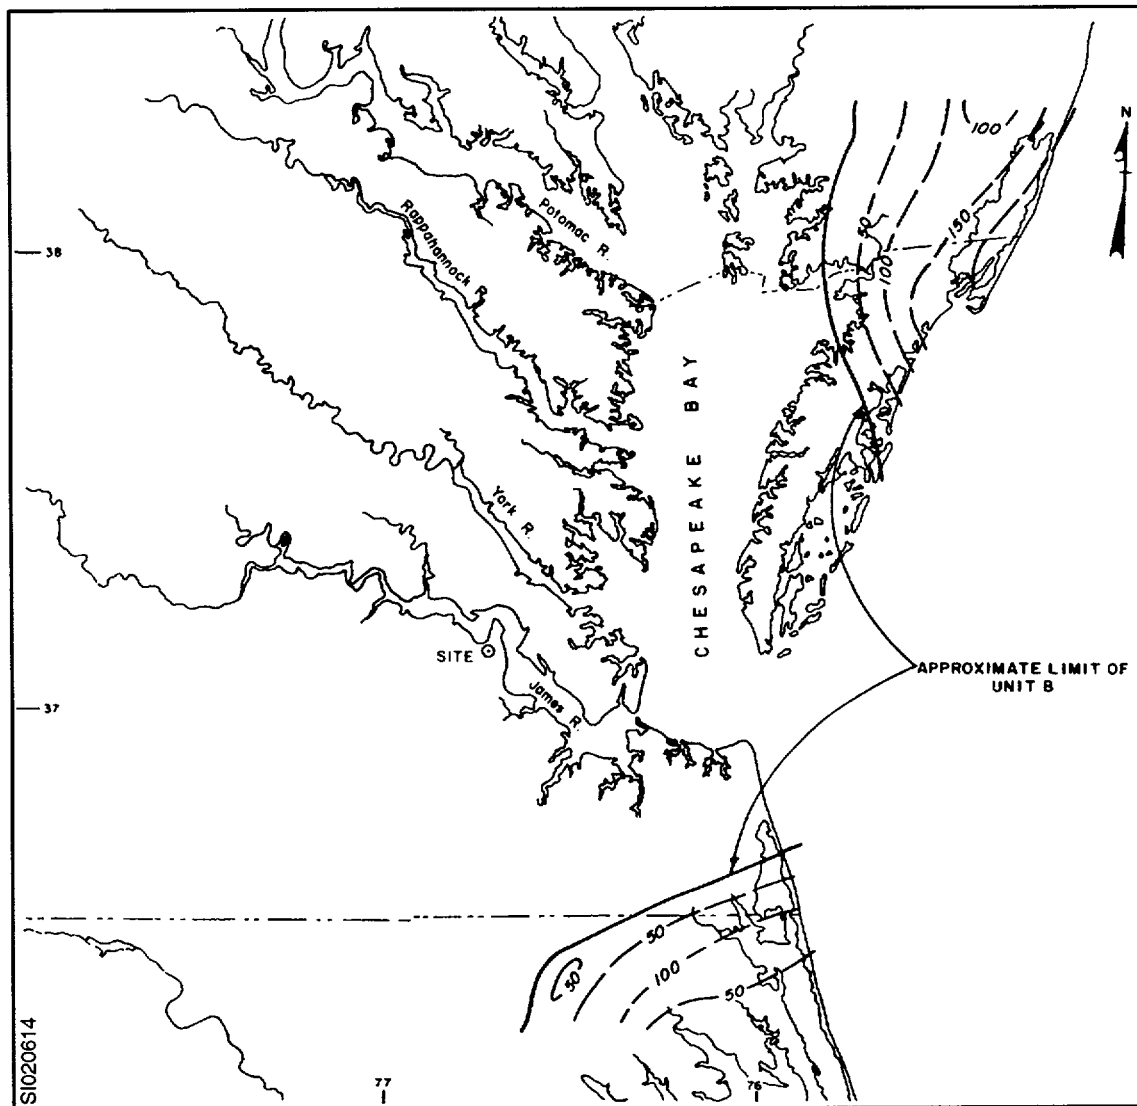 N
100
50
100
150
38
Potomac R.
Rappahannock R.
CHESAPEAKE BAY
York R.
SITE
James R.
APPROXIMATE LIMIT OF
UNIT B
37
50
50
100
50
SI020614
77
76